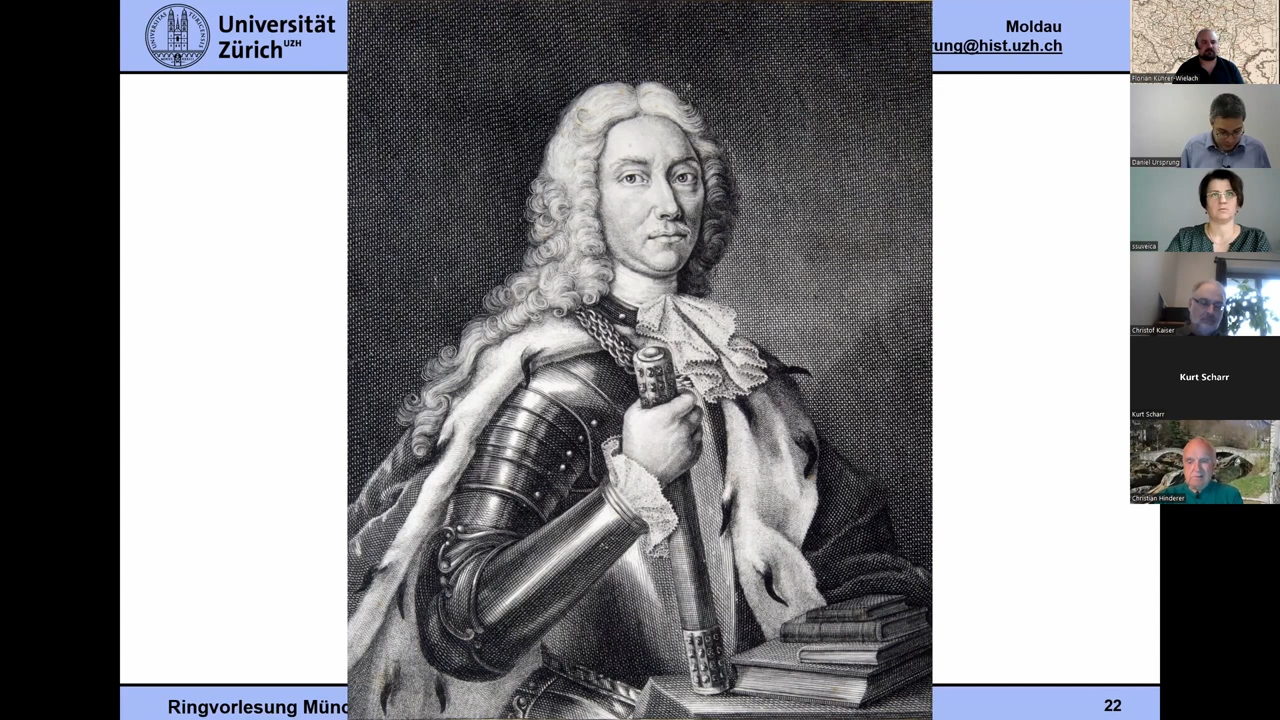 Universität
Zürich UZH
Moldau
rung@hist.uzh.ch
Ringvorlesung Münc
22
Florian Kührer-Wielach
Daniel Ursprung
ssuveica
Christof Kaiser
Kurt Scharr
Kurt Scharr
Christian Hinderer